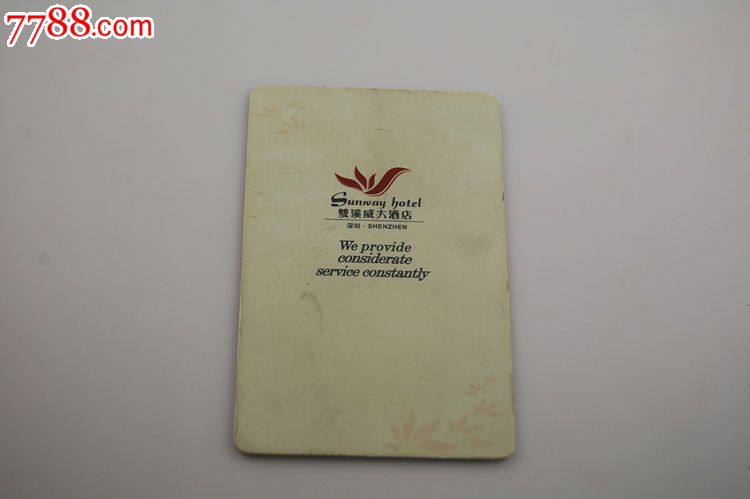 7788.com
Sunway hotel
雙溪威大酒店
深圳 - SHENZHEN
We provide
considerate
service constantly